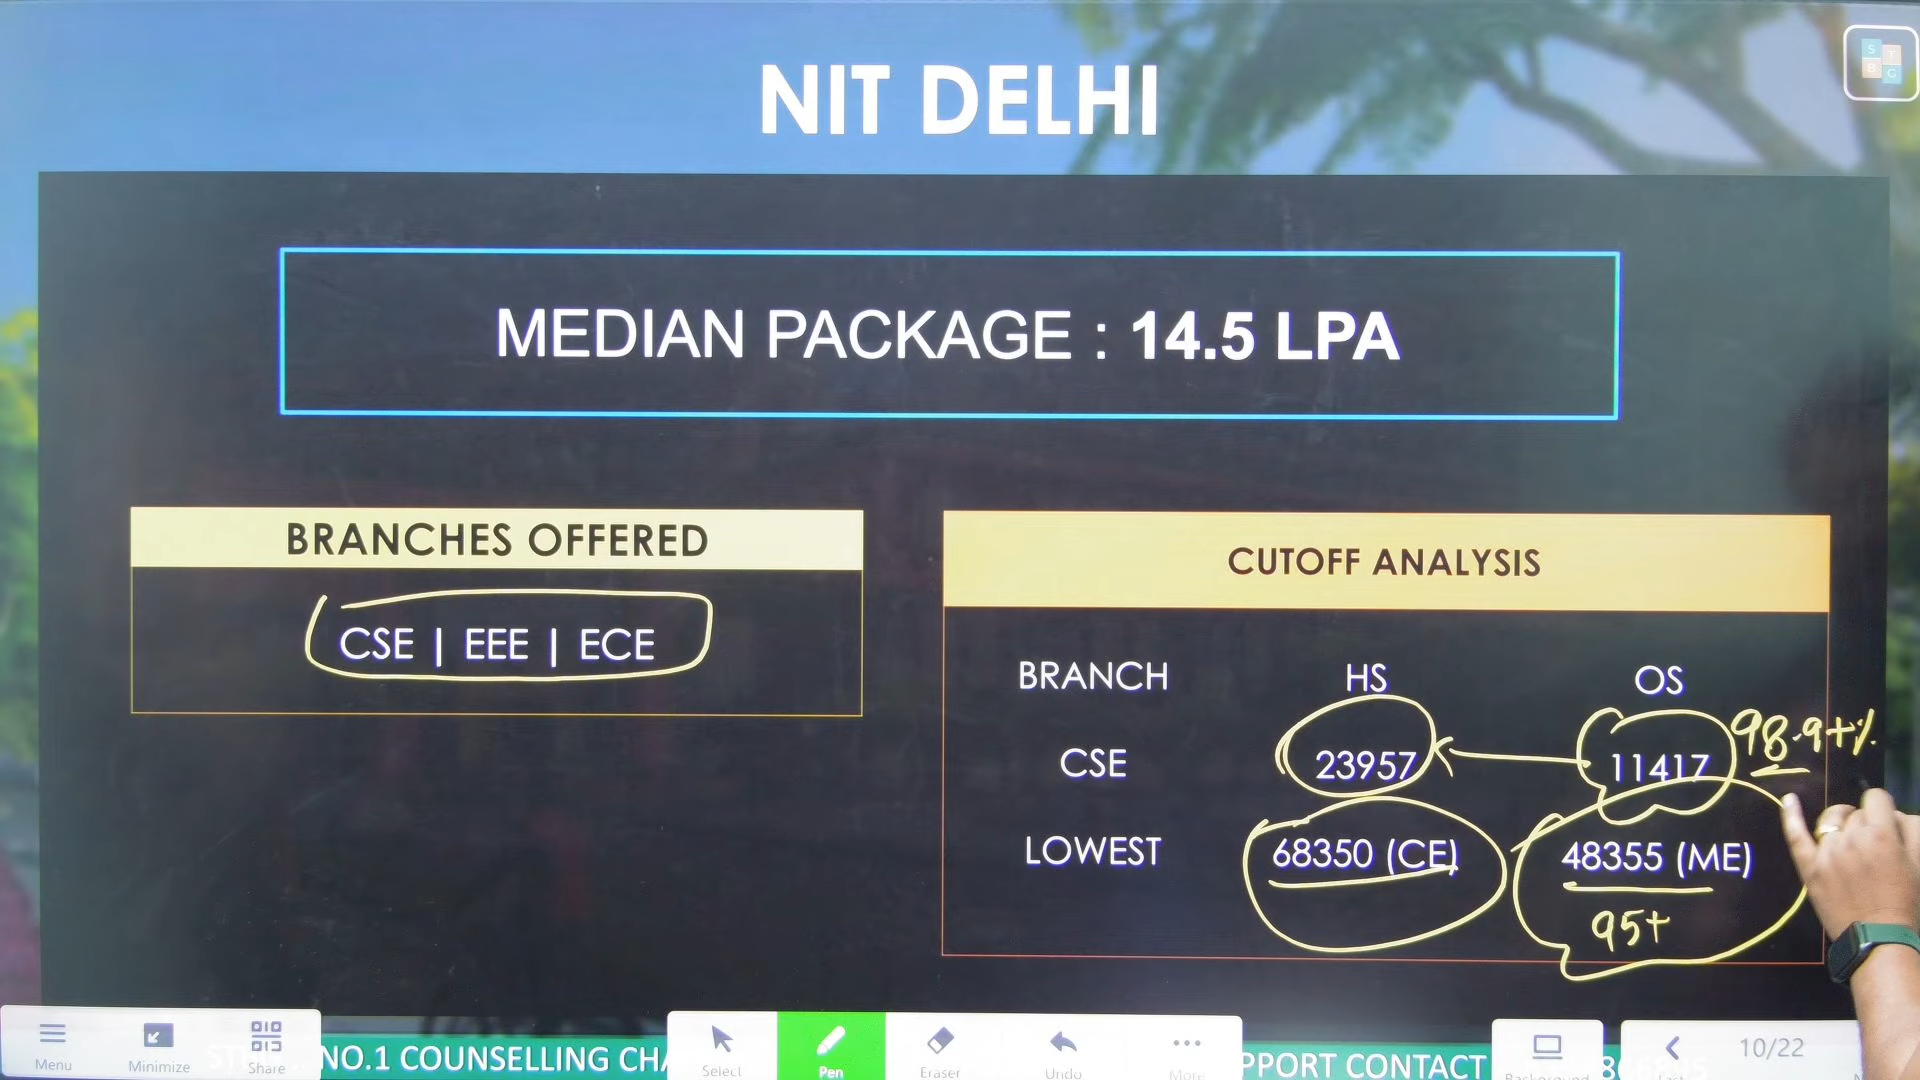 NIT DELHI
S T
B G
MEDIAN PACKAGE : 14.5 LPA
BRANCHES OFFERED
CSE | EEE | ECE
CUTOFF ANALYSIS
BRANCH HS OS
CSE 23957 11417 98.9+%
LOWEST 68350 (CE) 48355 (ME)
95+
Menu Minimize Share Select Pen Eraser Undo More 10/22
NO.1 COUNSELLING CHA PPORT CONTACT